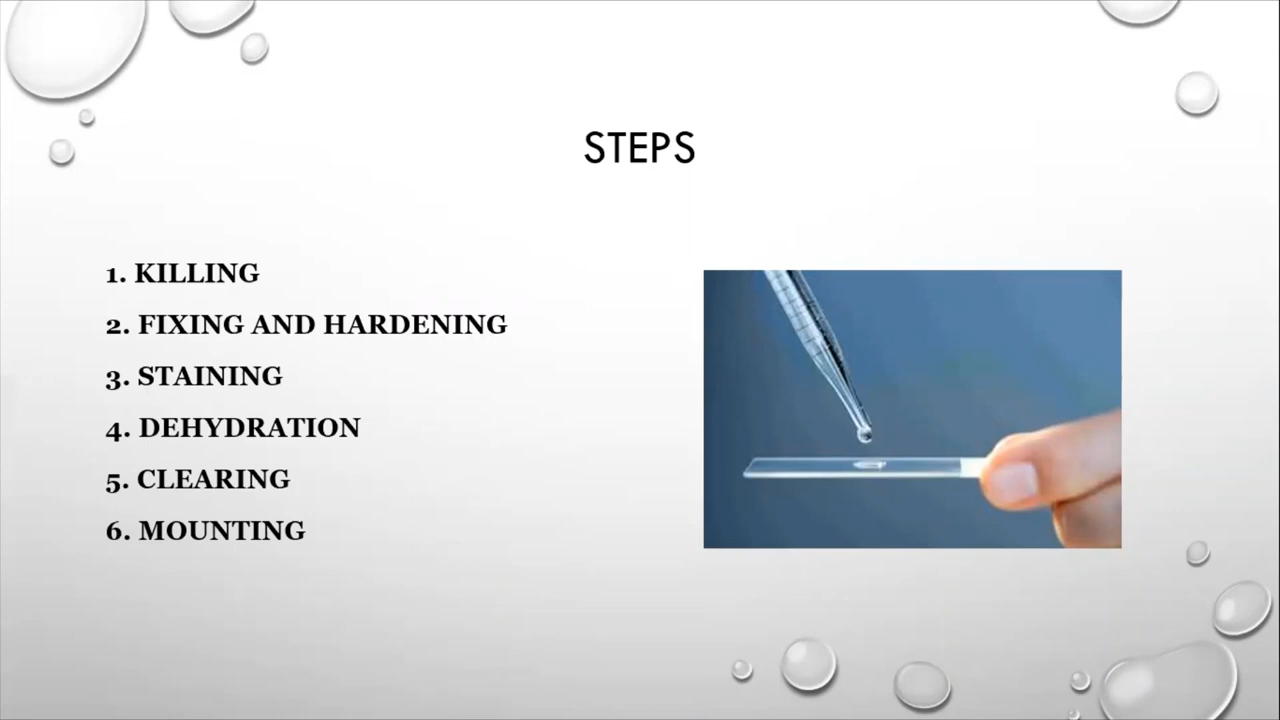 STEPS
1. KILLING
2. FIXING AND HARDENING
3. STAINING
4. DEHYDRATION
5. CLEARING
6. MOUNTING